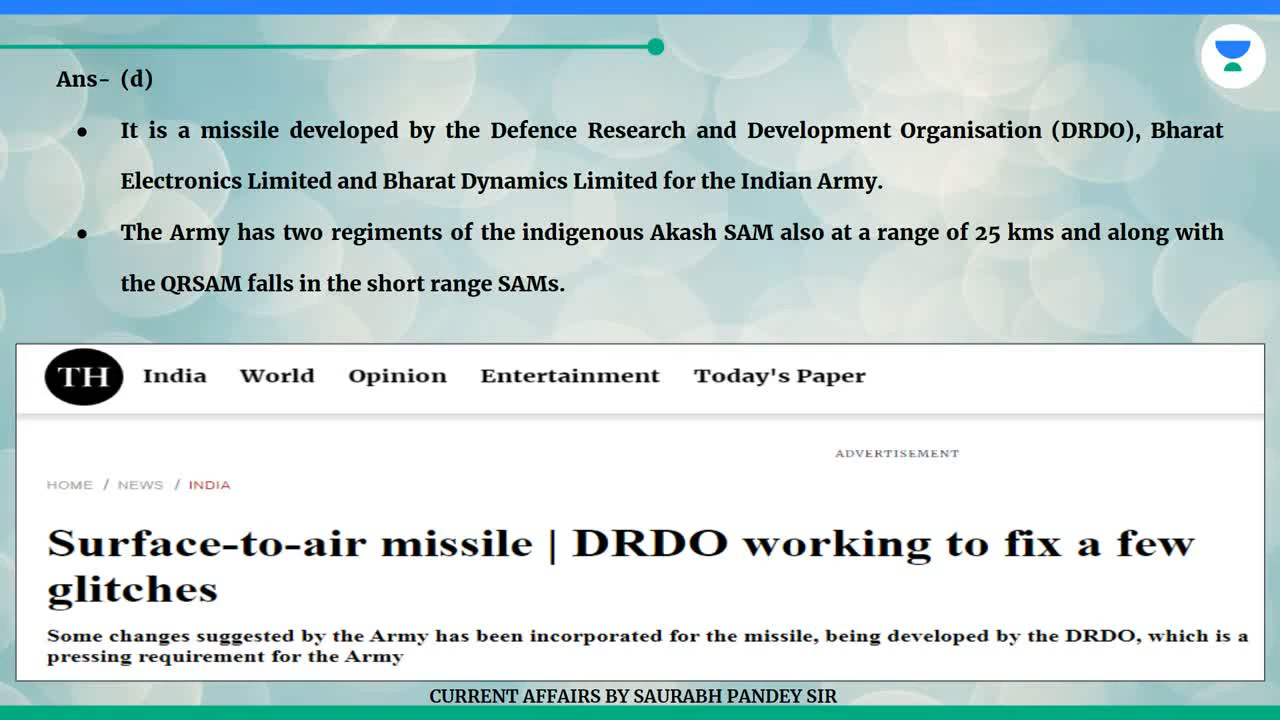 Ans- (d)
● It is a missile developed by the Defence Research and Development Organisation (DRDO), Bharat
Electronics Limited and Bharat Dynamics Limited for the Indian Army.
● The Army has two regiments of the indigenous Akash SAM also at a range of 25 kms and along with
the QRSAM falls in the short range SAMs.
TH India World Opinion Entertainment Today's Paper
ADVERTISEMENT
HOME / NEWS / INDIA
Surface-to-air missile | DRDO working to fix a few
glitches
Some changes suggested by the Army has been incorporated for the missile, being developed by the DRDO, which is a
pressing requirement for the Army
CURRENT AFFAIRS BY SAURABH PANDEY SIR